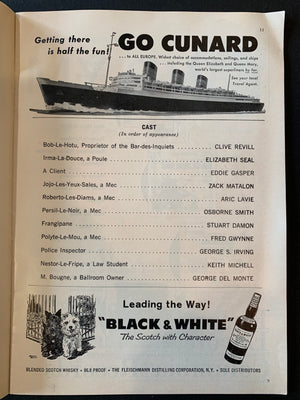 11
Getting there
is half the fun!
GO CUNARD
. . . to ALL EUROPE. Widest choice of accommodations, sailings, and ships
. . . including the Queen Elizabeth and Queen Mary,
world's largest superliners by far.
See your local
Travel Agent.
CAST
(In order of appearance)
Bob-Le-Hotu, Proprietor of the Bar-des-Inquiets CLIVE REVILL
Irma-La-Douce, a Poule ELIZABETH SEAL
A Client EDDIE GASPER
Jojo-Les-Yeux-Sales, a Mec ZACK MATALON
Roberto-Les-Diams, a Mec ARIC LAVIE
Persil-Le-Noir, a Mec OSBORNE SMITH
Frangipane STUART DAMON
Polyte-Le-Mou, a Mec FRED GWYNNE
Police Inspector GEORGE S. IRVING
Nestor-Le-Fripe, a Law Student KEITH MICHELL
M. Bougne, a Ballroom Owner GEORGE DEL MONTE
Leading the Way!
"BLACK & WHITE"
The Scotch with Character
BLENDED SCOTCH WHISKY · 86.8 PROOF · THE FLEISCHMANN DISTILLING CORPORATION, N.Y. · SOLE DISTRIBUTORS